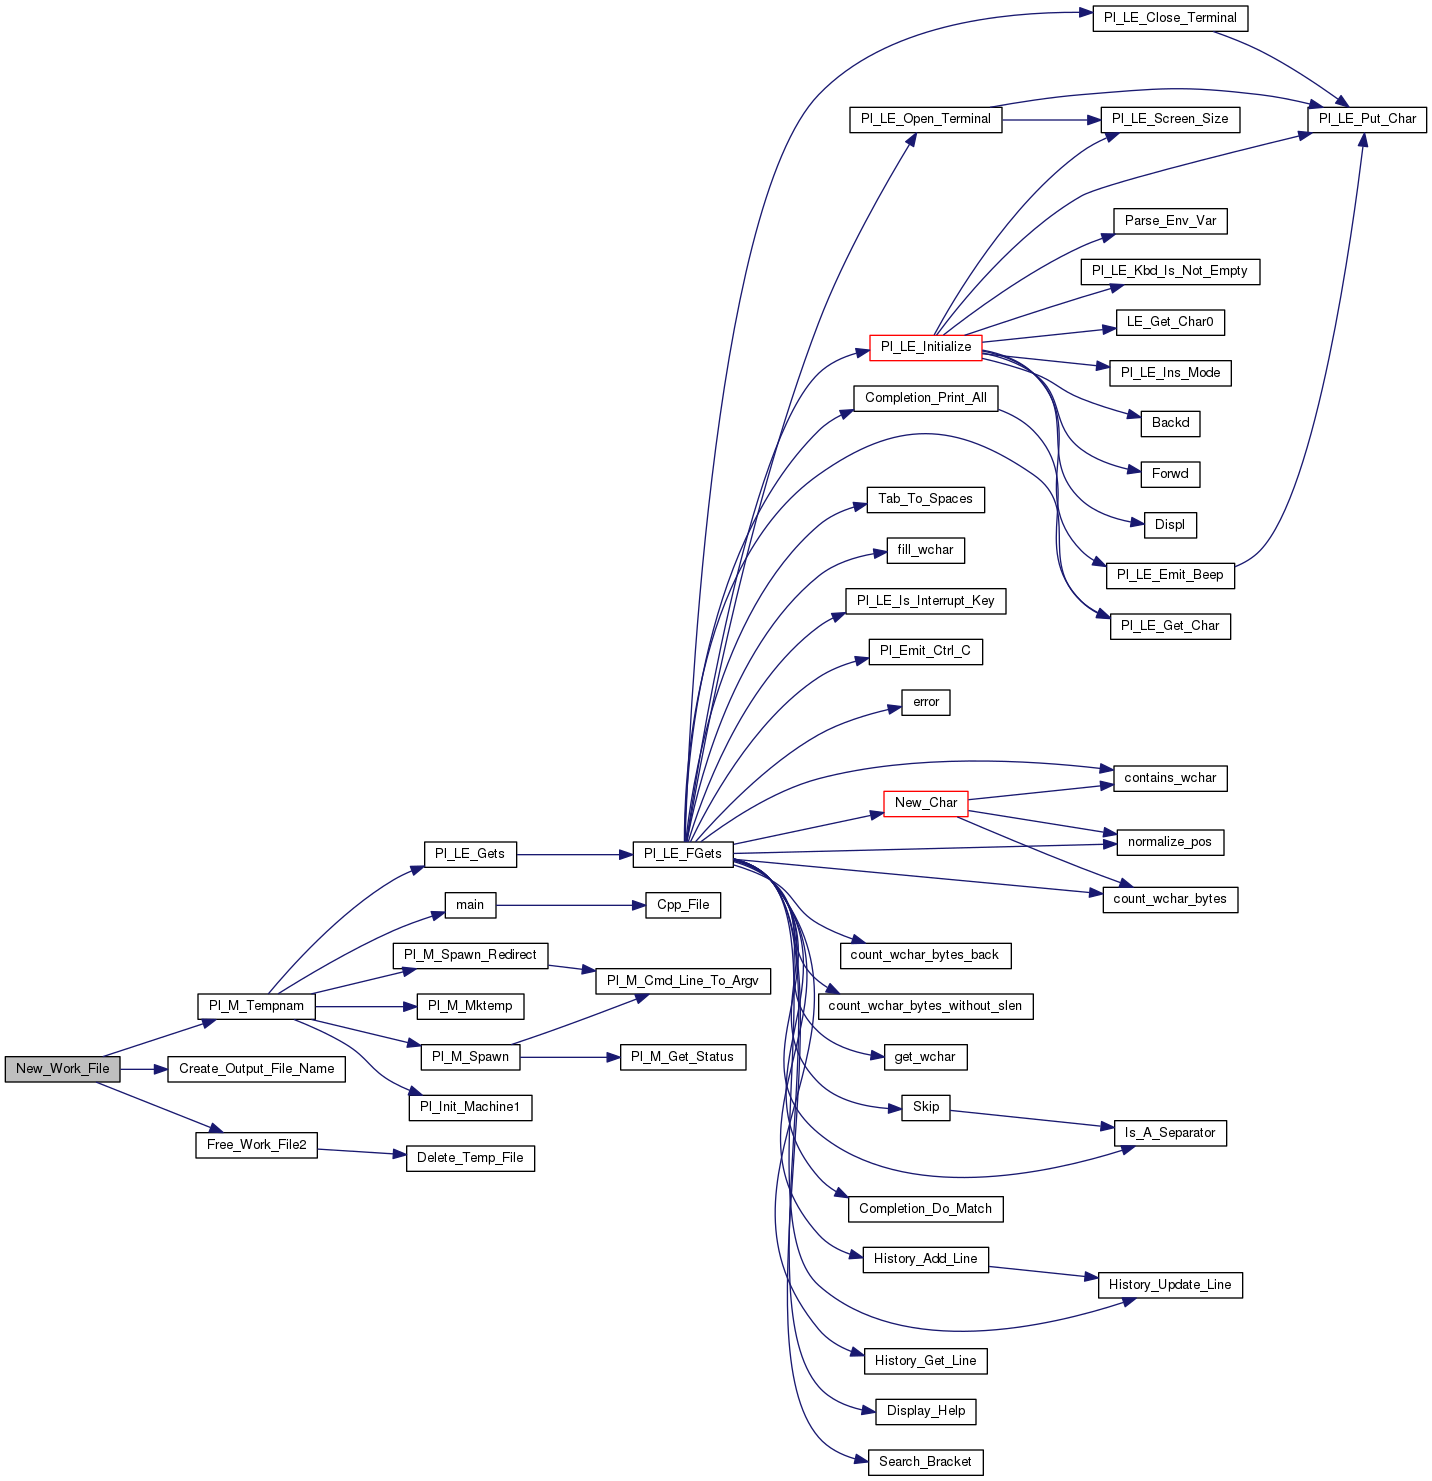 Pl_LE_Close_Terminal
Pl_LE_Open_Terminal
Pl_LE_Screen_Size
Pl_LE_Put_Char
Parse_Env_Var
Pl_LE_Kbd_Is_Not_Empty
LE_Get_Char0
Pl_LE_Initialize
Pl_LE_Ins_Mode
Completion_Print_All
Backd
Forwd
Tab_To_Spaces
Displ
fill_wchar
Pl_LE_Emit_Beep
Pl_LE_Is_Interrupt_Key
Pl_LE_Get_Char
Pl_Emit_Ctrl_C
error
contains_wchar
New_Char
normalize_pos
Pl_LE_Gets
Pl_LE_FGets
count_wchar_bytes
main
Cpp_File
Pl_M_Spawn_Redirect
count_wchar_bytes_back
Pl_M_Cmd_Line_To_Argv
Pl_M_Tempnam
Pl_M_Mktemp
count_wchar_bytes_without_slen
Pl_M_Spawn
Pl_M_Get_Status
get_wchar
New_Work_File
Create_Output_File_Name
Pl_Init_Machine1
Skip
Is_A_Separator
Free_Work_File2
Delete_Temp_File
Completion_Do_Match
History_Add_Line
History_Update_Line
History_Get_Line
Display_Help
Search_Bracket